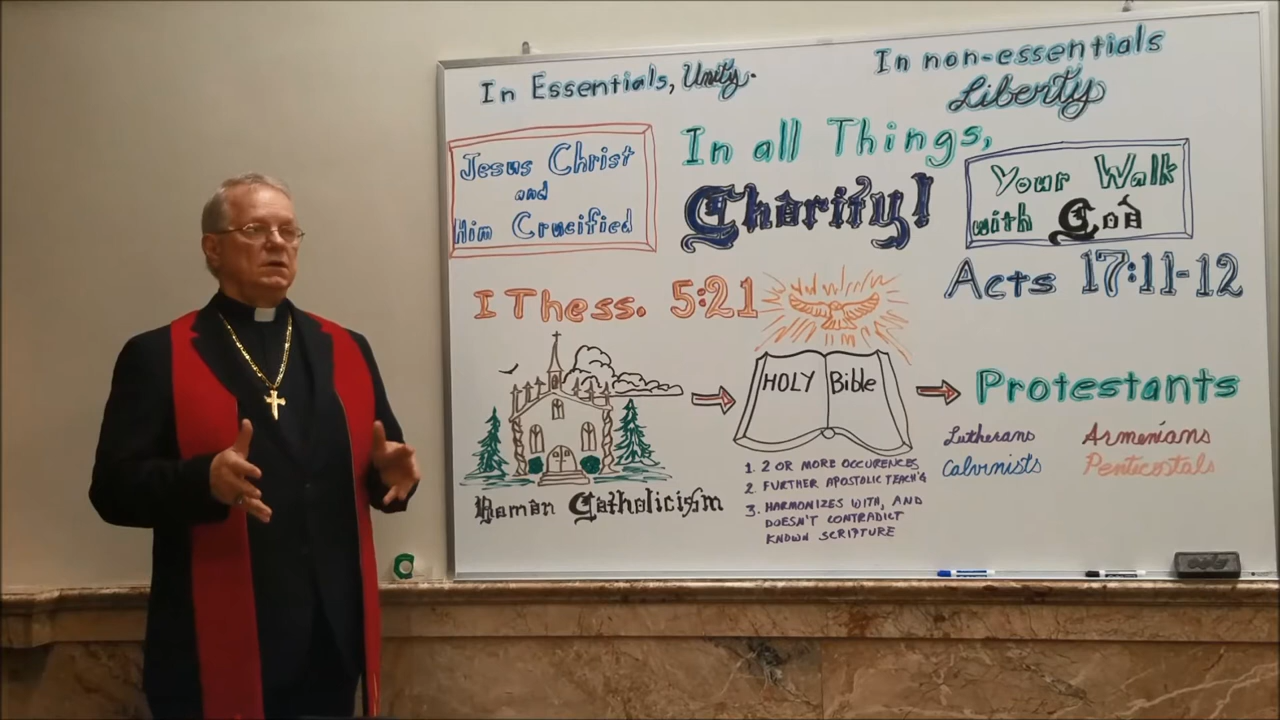 In Essentials, Unity.
In non-essentials
Liberty
In all Things,
Charity!
Jesus Christ
and
Him Crucified
Your Walk
with God
Acts 17:11-12
I Thess. 5:21
HOLY Bible
Protestants
Lutherans
Armenians
Calvinists
Penticostals
1. 2 OR MORE OCCURENCES
2. FURTHER APOSTOLIC TEACH'G
3. HARMONIZES WITH, AND
DOESN'T CONTRADICT
KNOWN SCRIPTURE
Roman Catholicism